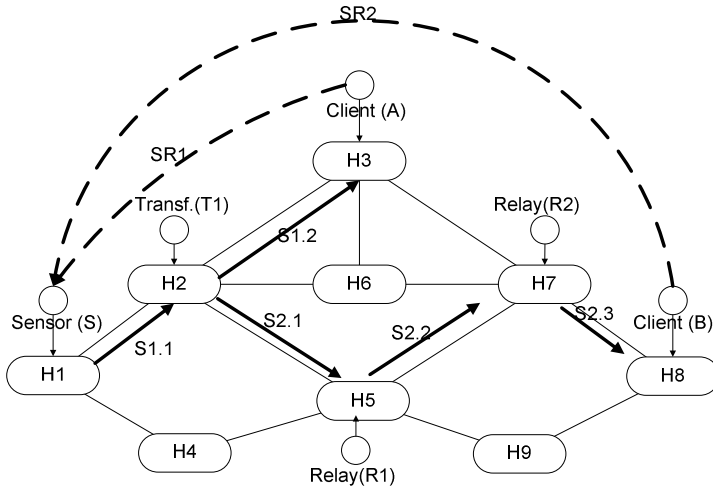 SR2
Client (A)
SR1
H3
Transf.(T1)
Relay(R2)
S1.2
H2
H6
H7
Sensor (S)
S2.1
S2.2
S2.3
Client (B)
S1.1
H1
H8
H5
H4
H9
Relay(R1)